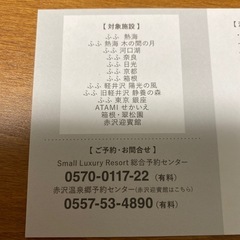 【対象施設】
ふふ 熱海
ふふ 熱海 木の間の月
ふふ 河口湖
ふふ 奈良
ふふ 日光
ふふ 京都
ふふ 箱根
ふふ 軽井沢 陽光の風
ふふ 旧軽井沢 静養の森
ふふ 東京 銀座
ATAMI せかいえ
箱根・翠松園
赤沢迎賓館
【ご予約・お問合せ】
Small Luxury Resort 総合予約センター
0570-0117-22(有料)
赤沢温泉郷予約センター(赤沢迎賓館はこちら)
0557-53-4890(有料)